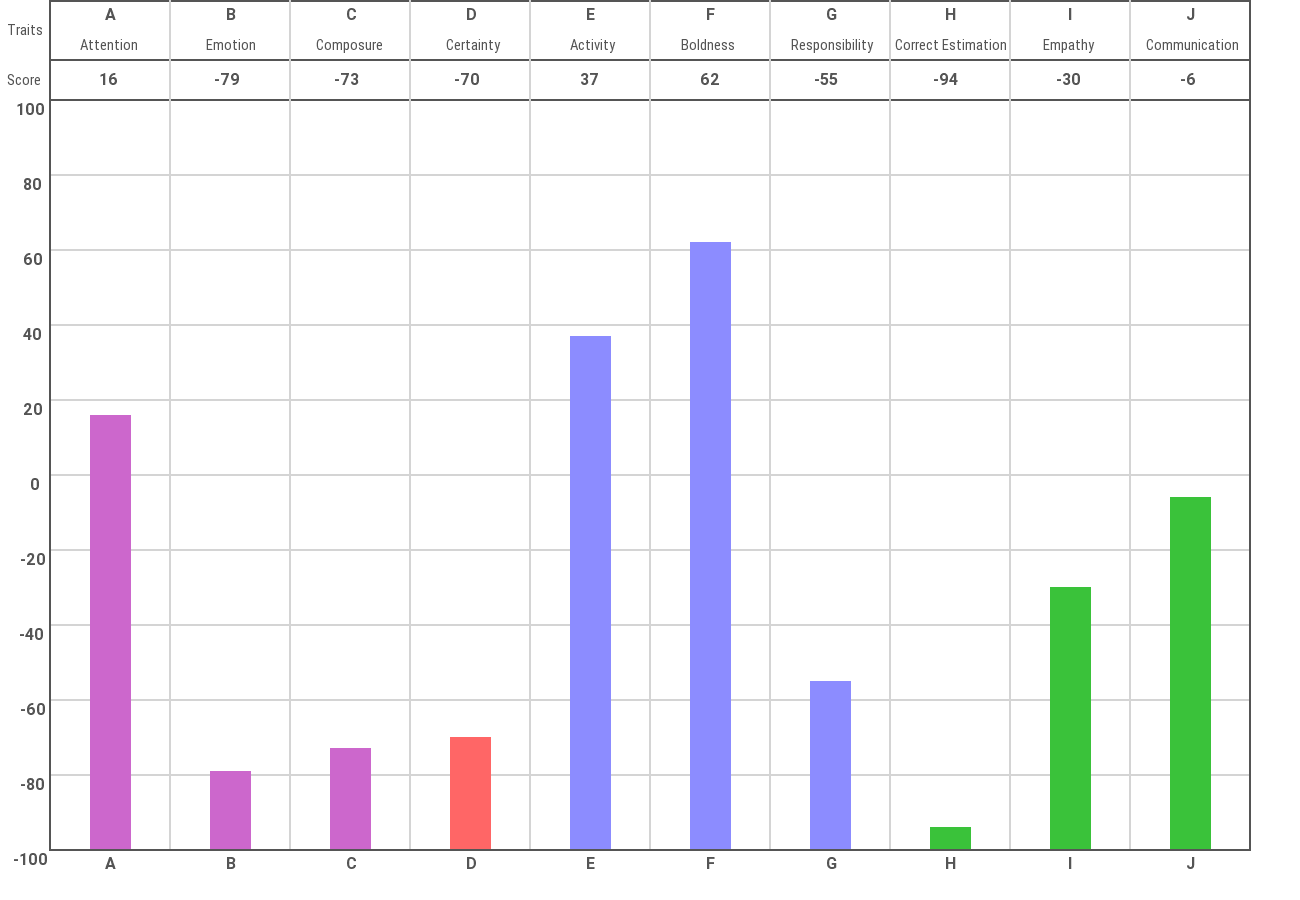 A B C D E F G H I J
Traits
Attention Emotion Composure Certainty Activity Boldness Responsibility Correct Estimation Empathy Communication
Score 16 -79 -73 -70 37 62 -55 -94 -30 -6
100
80
60
40
20
0
-20
-40
-60
-80
-100
A B C D E F G H I J